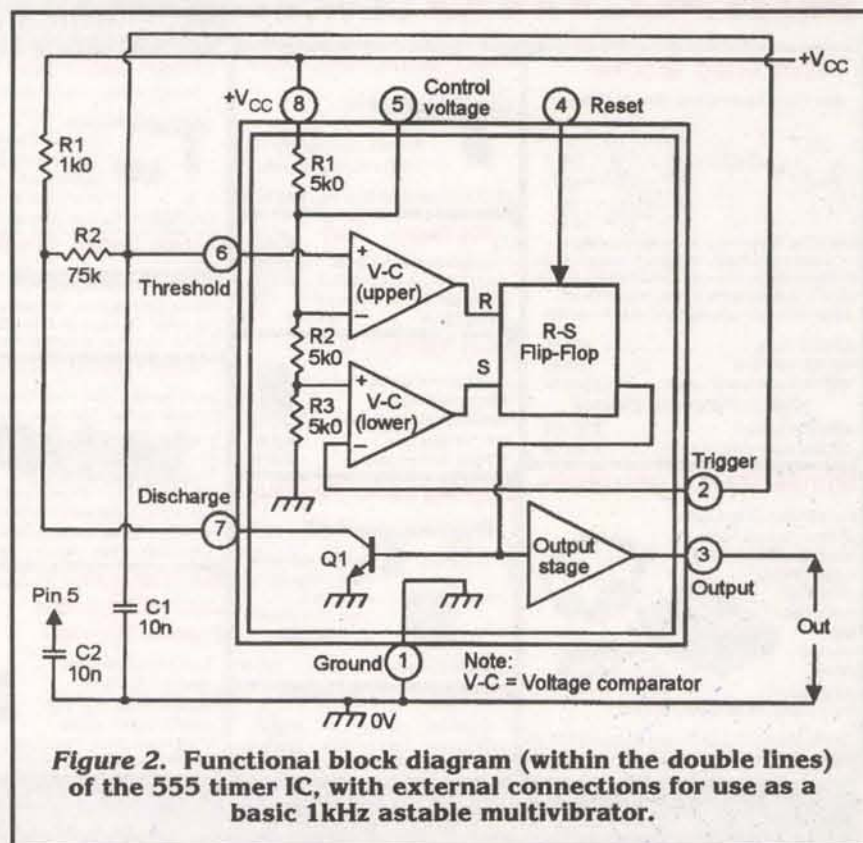 +VCC
+VCC
8
5
Control
voltage
4
Reset
R1
1k0
R1
5k0
R2
75k
6
Threshold
+
V-C
(upper)
−
R
R-S
Flip-Flop
S
R2
5k0
+
V-C
(lower)
−
R3
5k0
Trigger
2
Discharge
7
Q1
Output
stage
3
Output
Pin 5
C1
10n
C2
10n
Out
Ground
1
Note:
V-C = Voltage comparator
0V
Figure 2. Functional block diagram (within the double lines)
of the 555 timer IC, with external connections for use as a
basic 1kHz astable multivibrator.